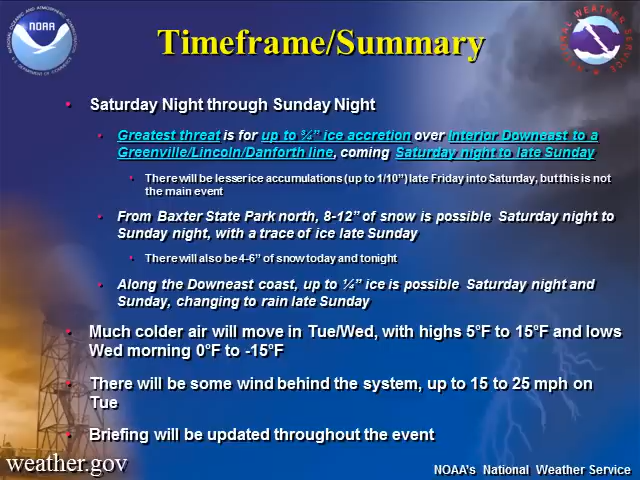 Timeframe/Summary
NOAA
Saturday Night through Sunday Night
Greatest threat is for up to ¾” ice accretion over Interior Downeast to a
Greenville/Lincoln/Danforth line, coming Saturday night to late Sunday
There will be lesser ice accumulations (up to 1/10”) late Friday into Saturday, but this is not
the main event
From Baxter State Park north, 8-12” of snow is possible Saturday night to
Sunday night, with a trace of ice late Sunday
There will also be 4-6” of snow today and tonight
Along the Downeast coast, up to ¼” ice is possible Saturday night and
Sunday, changing to rain late Sunday
Much colder air will move in Tue/Wed, with highs 5°F to 15°F and lows
Wed morning 0°F to -15°F
There will be some wind behind the system, up to 15 to 25 mph on
Tue
Briefing will be updated throughout the event
weather.gov
NOAA's National Weather Service